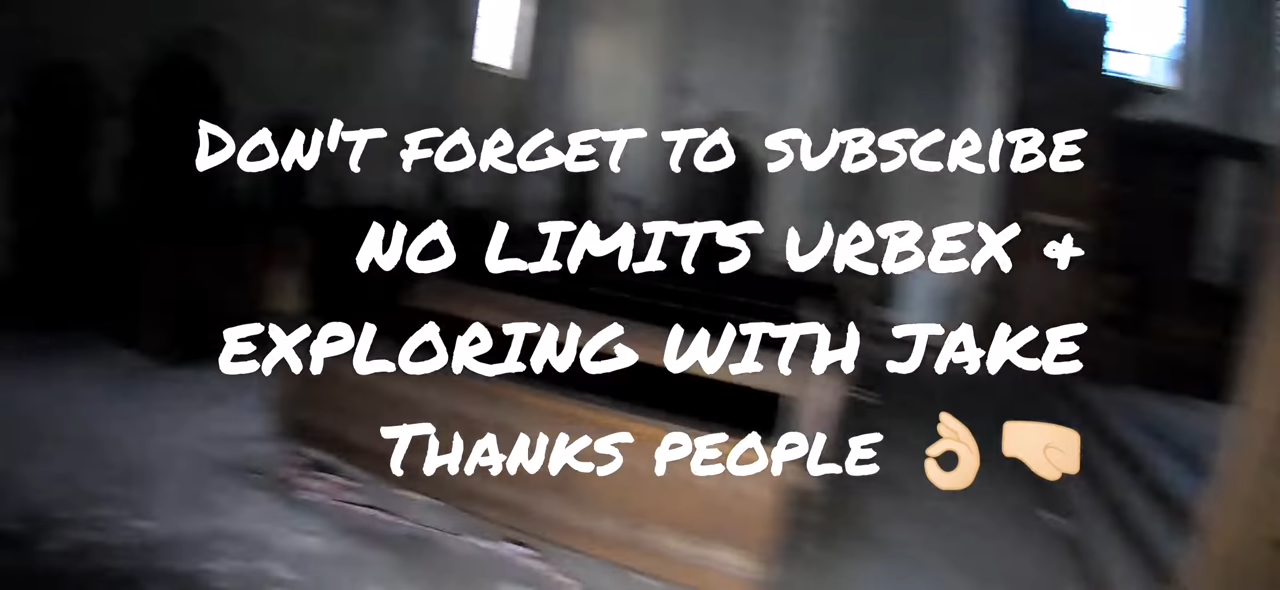 Don't forget to subscribe
NO LIMITS URBEX &
EXPLORING WITH JAKE
Thanks people 👌🏼🤜🏼